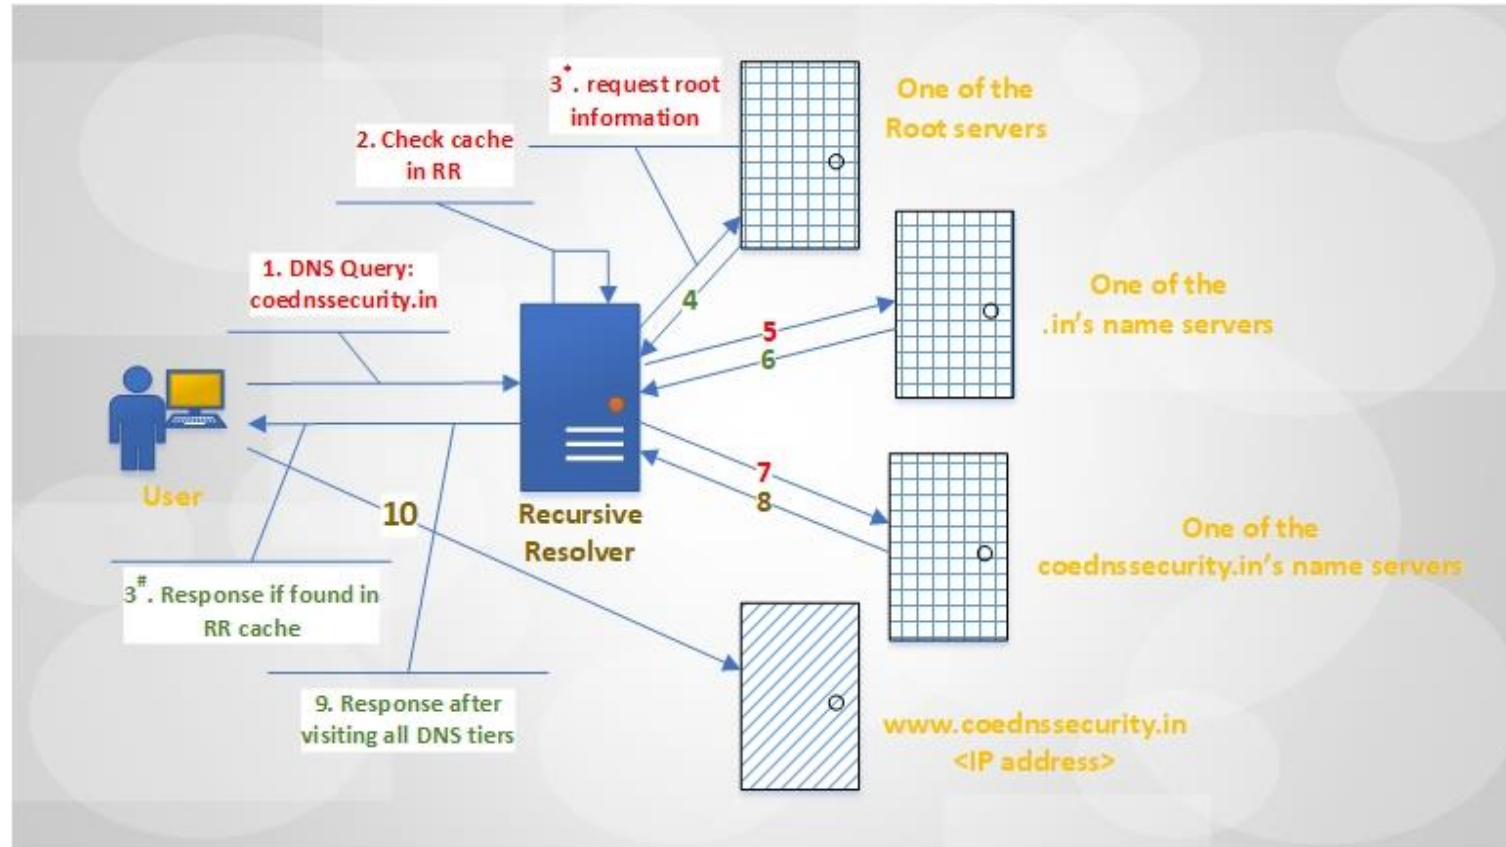 3*. request root
information
One of the
Root servers
2. Check cache
in RR
1. DNS Query:
coednssecurity.in
4
One of the
.in's name servers
5
6
User
10
Recursive
Resolver
7
8
One of the
coednssecurity.in's name servers
3#. Response if found in
RR cache
9. Response after
visiting all DNS tiers
www.coednssecurity.in
<IP address>